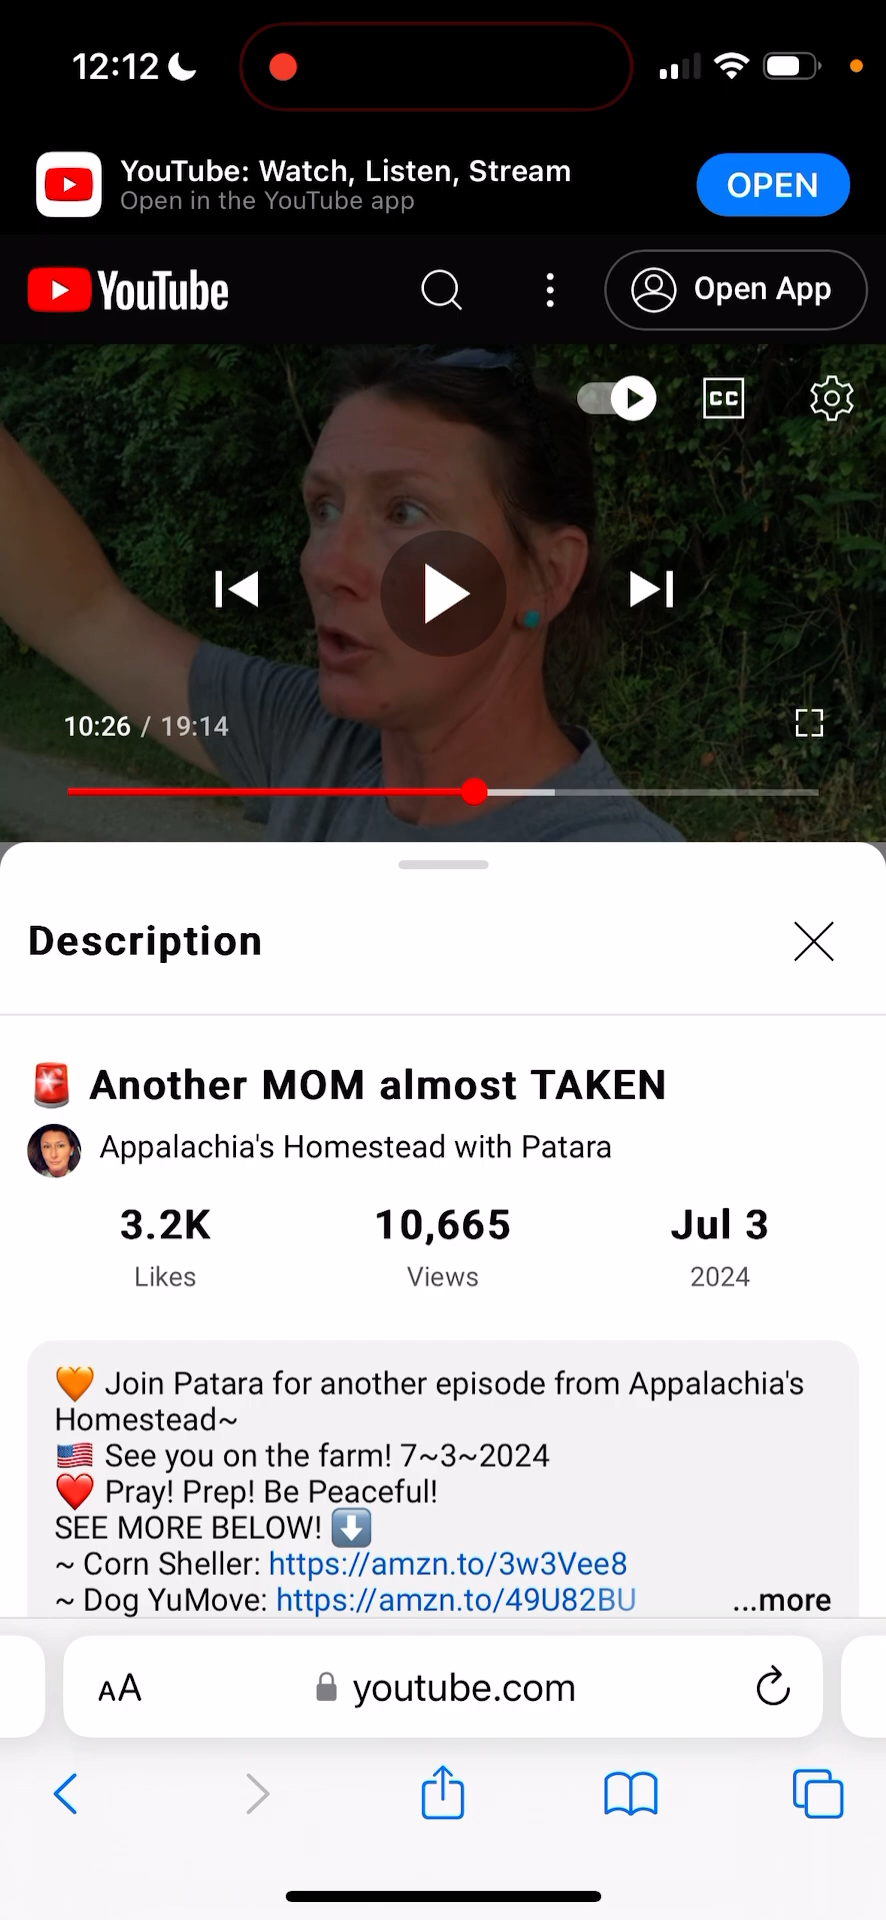 12:12
YouTube: Watch, Listen, Stream
Open in the YouTube app
OPEN
YouTube
Open App
CC
10:26 / 19:14
Description
🚨 Another MOM almost TAKEN
Appalachia's Homestead with Patara
3.2K 10,665 Jul 3
Likes Views 2024
🧡 Join Patara for another episode from Appalachia's
Homestead~
🇺🇸 See you on the farm! 7~3~2024
❤️ Pray! Prep! Be Peaceful!
SEE MORE BELOW! ⬇️
~ Corn Sheller: https://amzn.to/3w3Vee8
~ Dog YuMove: https://amzn.to/49U82BU ...more
AA youtube.com